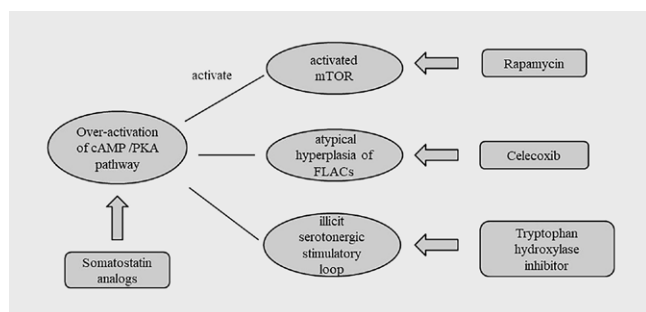 activated
mTOR
Rapamycin
activate
Over-activation
of cAMP /PKA
pathway
atypical
hyperplasia of
FLACs
Celecoxib
illicit
serotonergic
stimulatory
loop
Tryptophan
hydroxylase
inhibitor
Somatostatin
analogs